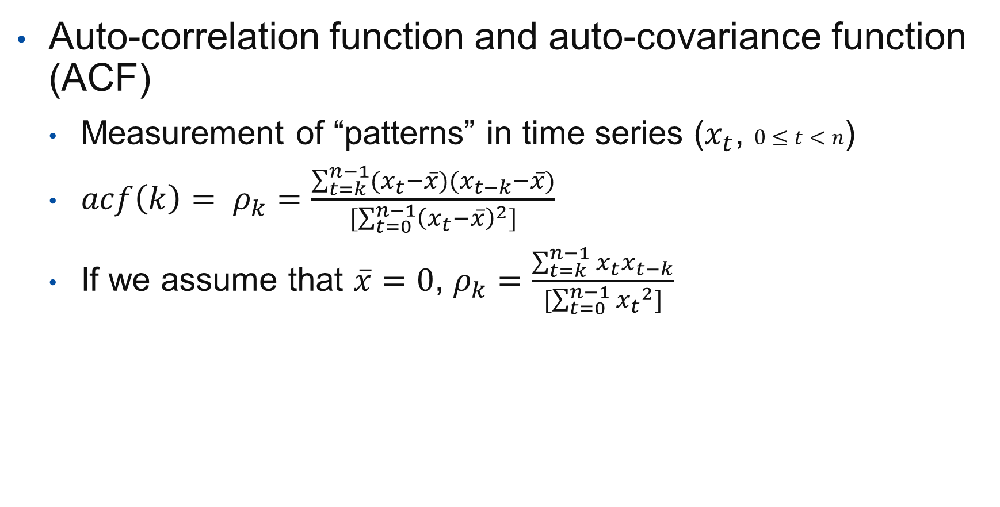 • Auto-correlation function and auto-covariance function
(ACF)
• Measurement of “patterns” in time series (𝑥ₜ, 0 ≤ 𝑡 < 𝑛)
• $acf(k) = \rho_k = \frac{\sum_{t=k}^{n-1}(x_t-\bar{x})(x_{t-k}-\bar{x})}{[\sum_{t=0}^{n-1}(x_t-\bar{x})^2]}$
• If we assume that $\bar{x} = 0, \rho_k = \frac{\sum_{t=k}^{n-1} x_t x_{t-k}}{[\sum_{t=0}^{n-1} {x_t}^2]}$